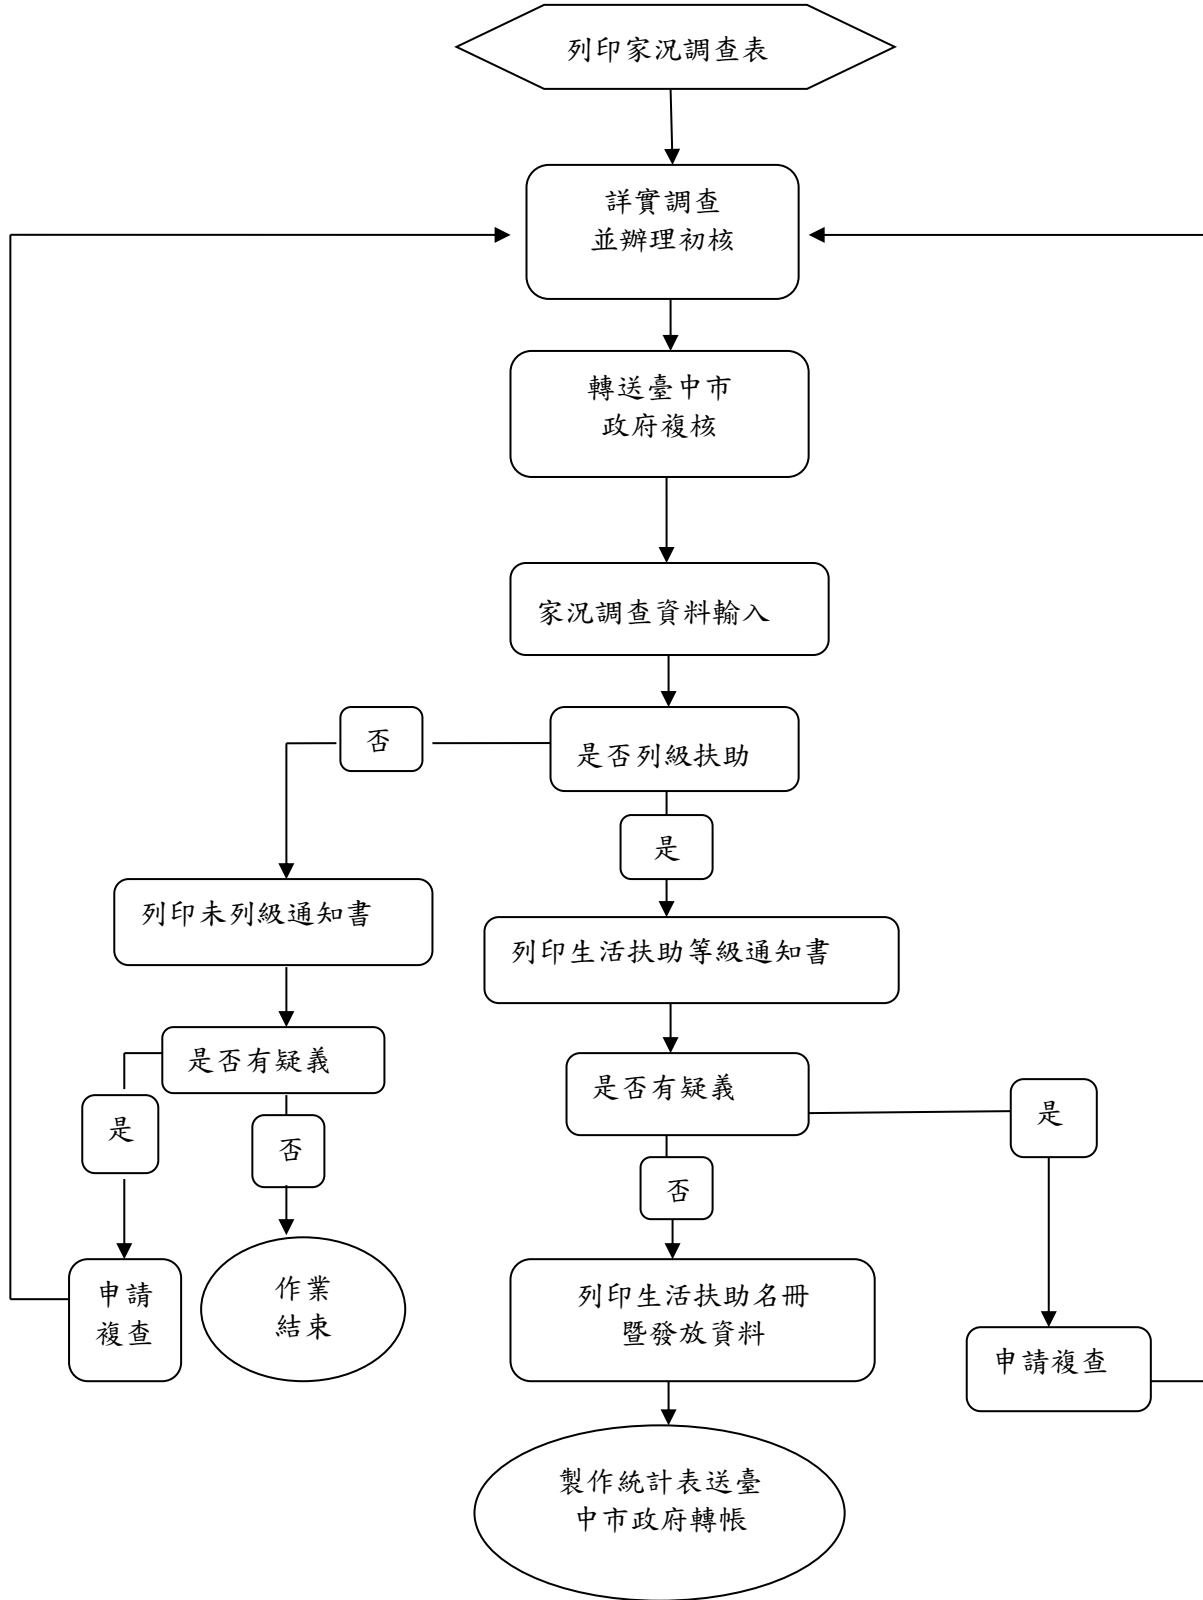 列印家況調查表
詳實調查
並辦理初核
轉送臺中市
政府複核
家況調查資料輸入
否
是否列級扶助
是
列印未列級通知書
列印生活扶助等級通知書
是否有疑義
是否有疑義
是
是
否
否
申請
複查
作業
結束
列印生活扶助名冊
暨發放資料
申請複查
製作統計表送臺
中市政府轉帳